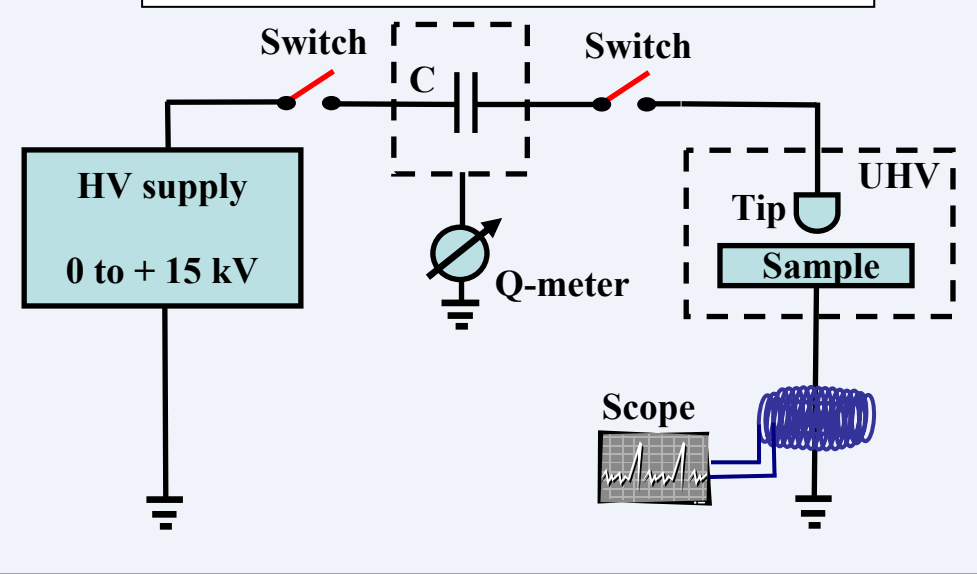 Switch
Switch
C
HV supply
0 to + 15 kV
UHV
Tip
Sample
Q-meter
Scope